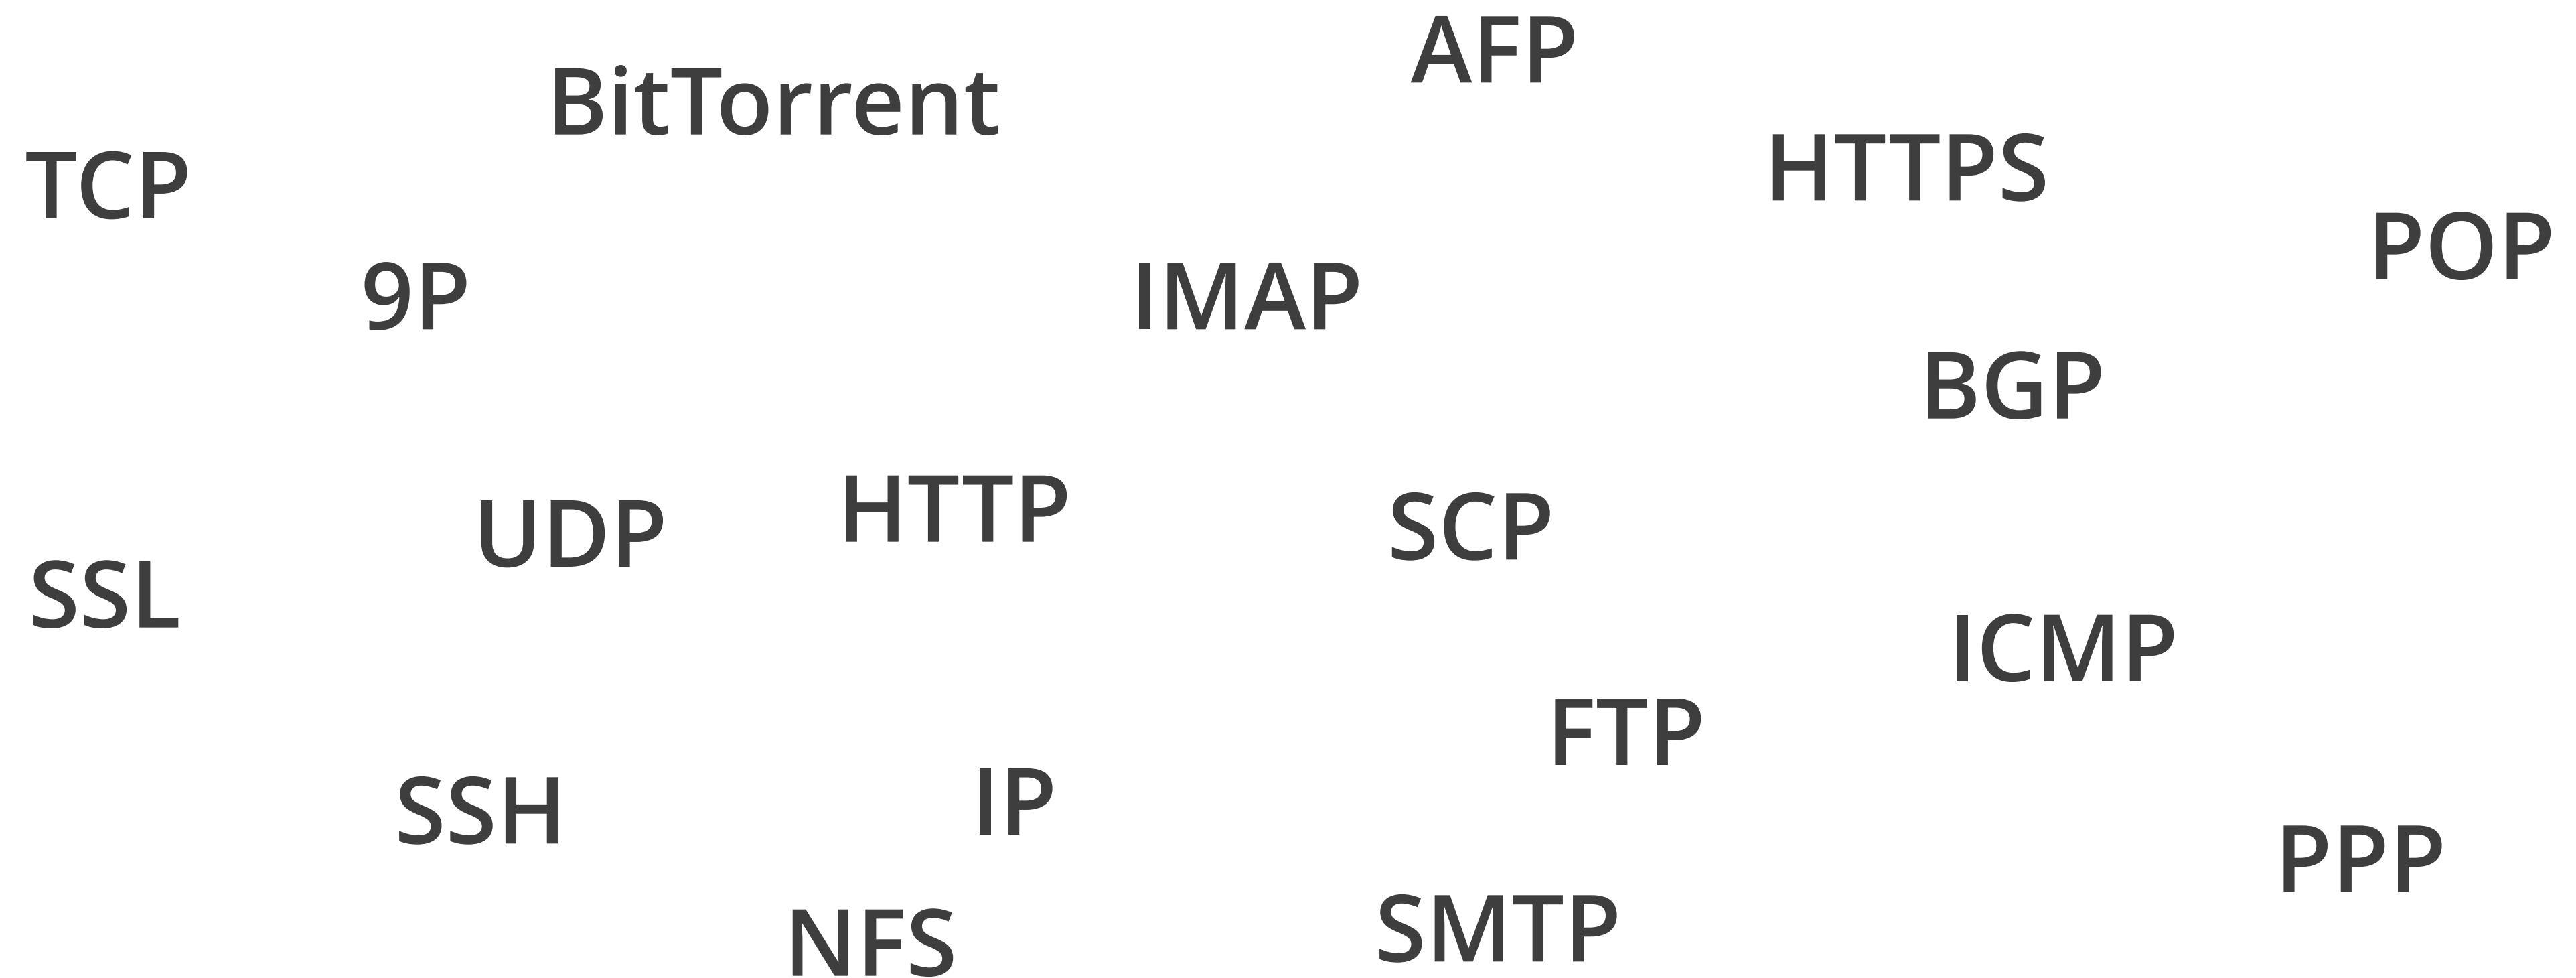 AFP
BitTorrent
HTTPS
TCP
POP
9P
IMAP
BGP
HTTP
SCP
UDP
SSL
ICMP
FTP
IP
SSH
PPP
SMTP
NFS